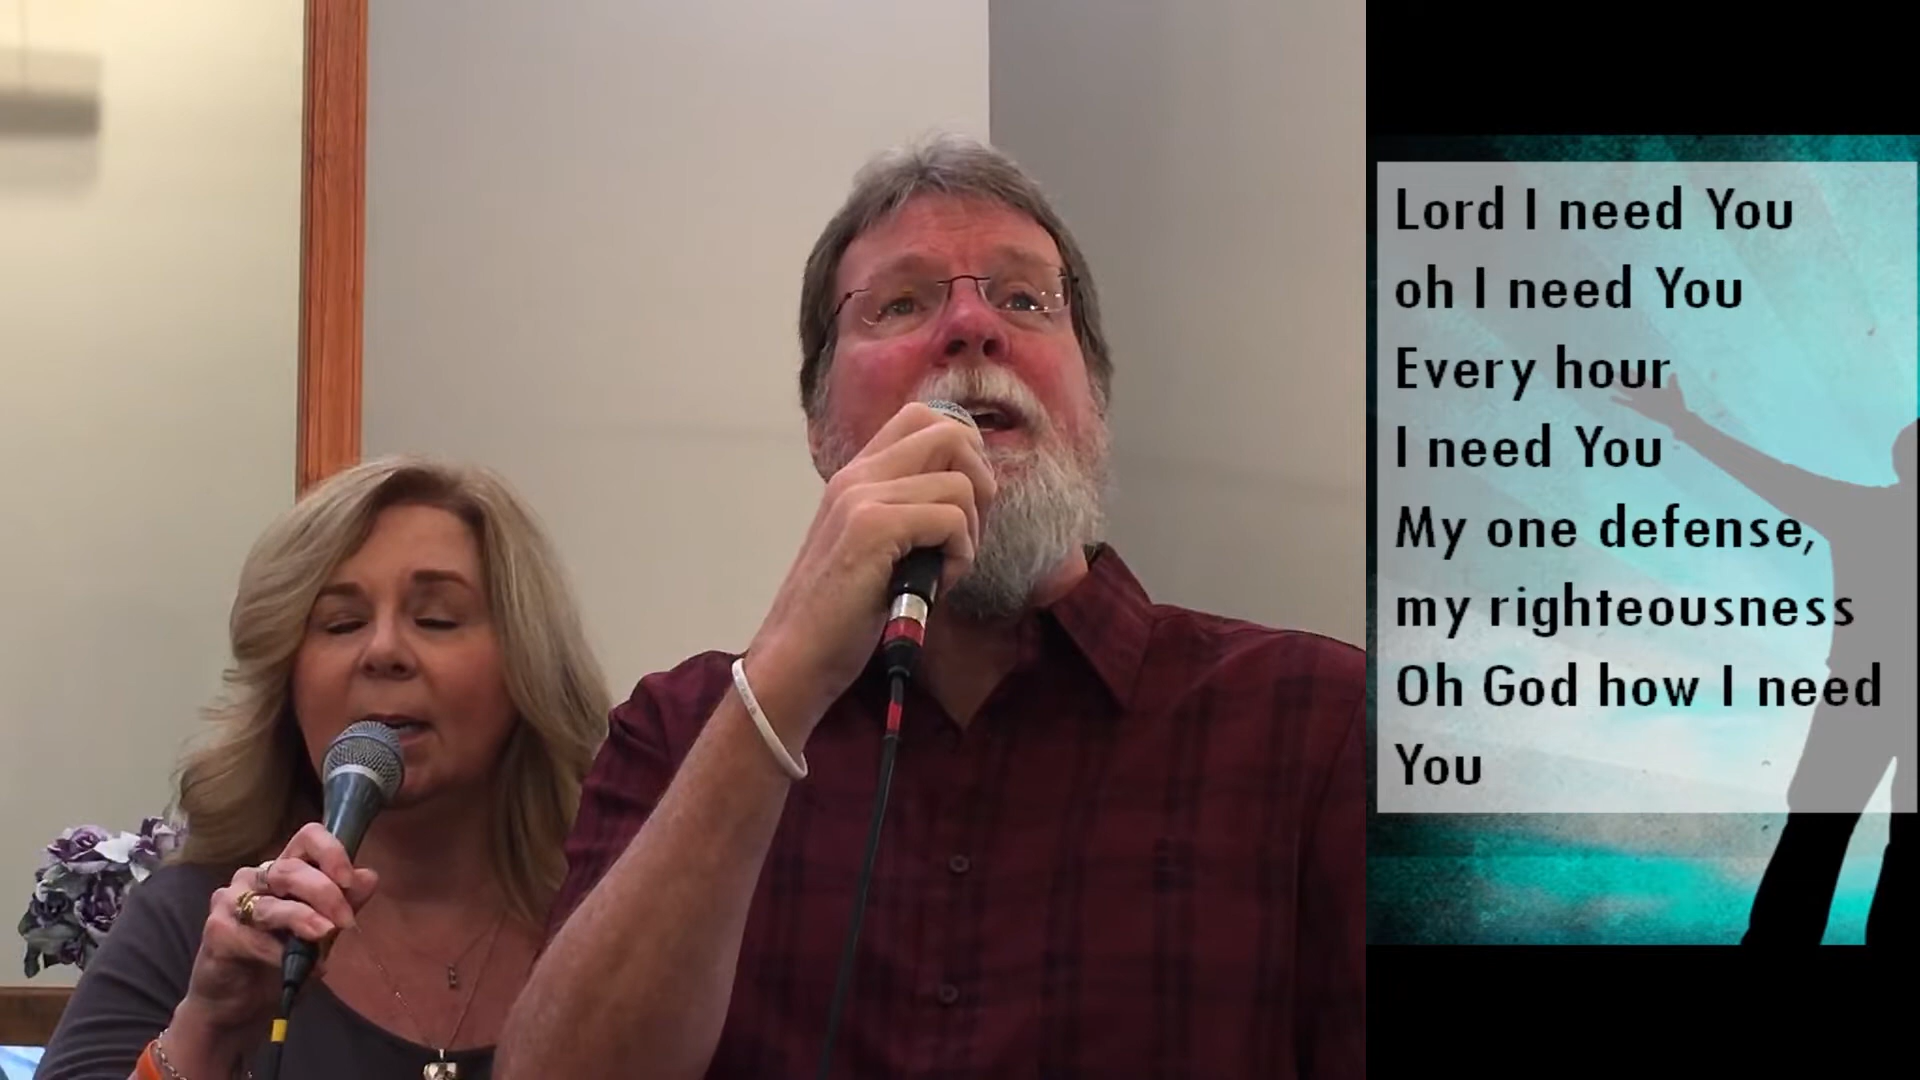 Lord I need You
oh I need You
Every hour
I need You
My one defense,
my righteousness
Oh God how I need
You